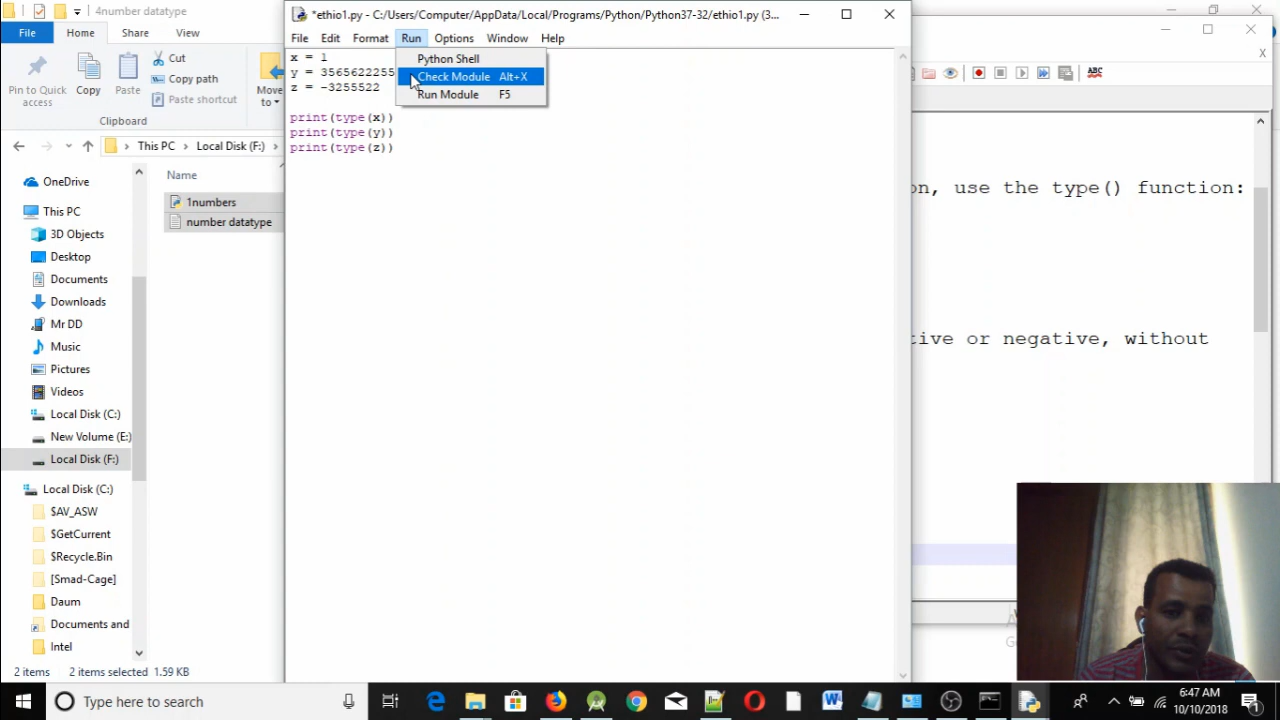 4number datatype
File
Home
Share
View
Pin to Quick access
Copy
Paste
Cut
Copy path
Paste shortcut
Move to
Clipboard
This PC
Local Disk (F:)
OneDrive
This PC
3D Objects
Desktop
Documents
Downloads
Mr DD
Music
Pictures
Videos
Local Disk (C:)
New Volume (E:)
Local Disk (F:)
Local Disk (C:)
$AV_ASW
$GetCurrent
$Recycle.Bin
[Smad-Cage]
Daum
Documents and
Intel
Name
1numbers
number datatype
2 items
2 items selected 1.59 KB
*ethio1.py - C:/Users/Computer/AppData/Local/Programs/Python/Python37-32/ethio1.py (3...
File Edit Format Run Options Window Help
x = 1
y = 3565622255
z = -3255522
print(type(x))
print(type(y))
print(type(z))
Python Shell
Check Module Alt+X
Run Module F5
ABC
on, use the type() function:
tive or negative, without
Type here to search
6:47 AM
10/10/2018
1